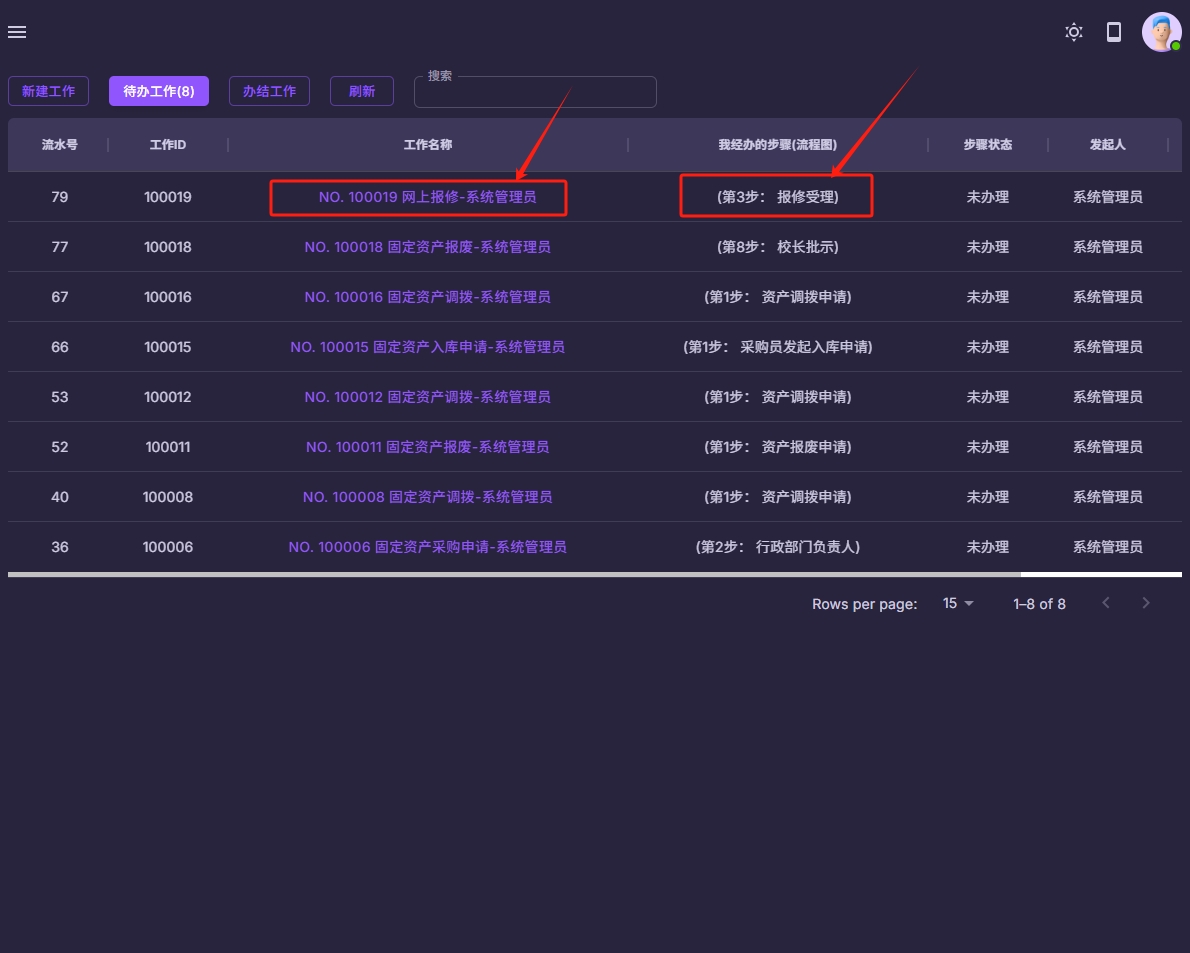 搜索
新建工作 待办工作(8) 办结工作 刷新
流水号 工作ID 工作名称 我经办的步骤(流程图) 步骤状态 发起人
79 100019 NO. 100019 网上报修-系统管理员 (第3步： 报修受理) 未办理 系统管理员
77 100018 NO. 100018 固定资产报废-系统管理员 (第8步： 校长批示) 未办理 系统管理员
67 100016 NO. 100016 固定资产调拨-系统管理员 (第1步： 资产调拨申请) 未办理 系统管理员
66 100015 NO. 100015 固定资产入库申请-系统管理员 (第1步： 采购员发起入库申请) 未办理 系统管理员
53 100012 NO. 100012 固定资产调拨-系统管理员 (第1步： 资产调拨申请) 未办理 系统管理员
52 100011 NO. 100011 固定资产报废-系统管理员 (第1步： 资产报废申请) 未办理 系统管理员
40 100008 NO. 100008 固定资产调拨-系统管理员 (第1步： 资产调拨申请) 未办理 系统管理员
36 100006 NO. 100006 固定资产采购申请-系统管理员 (第2步： 行政部门负责人) 未办理 系统管理员
Rows per page: 15 1–8 of 8